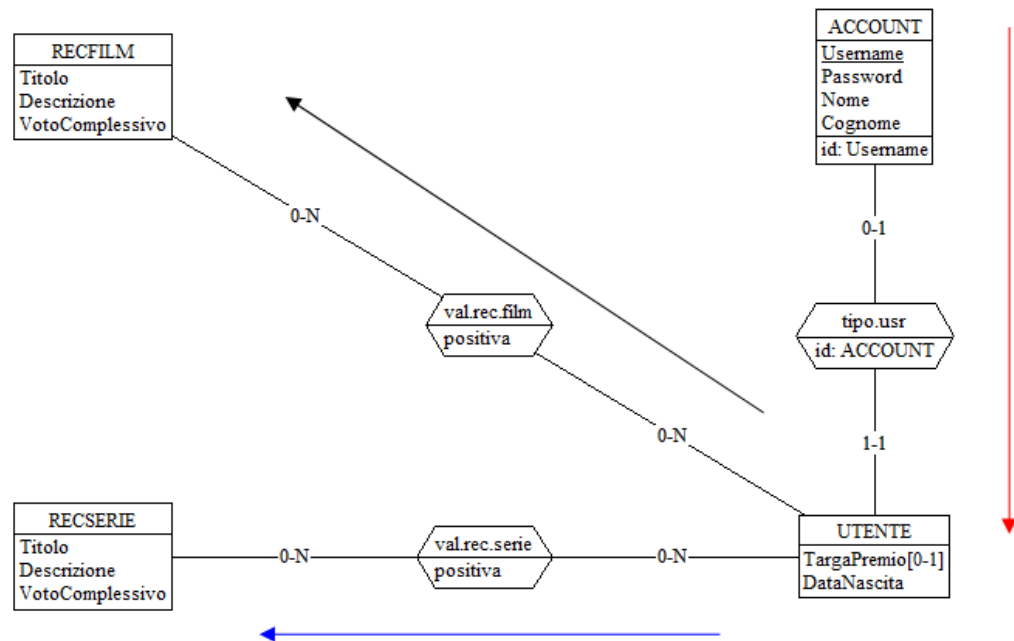 RECFILM
Titolo
Descrizione
VotoComplessivo
ACCOUNT
Username
Password
Nome
Cognome
id: Username
0-N
0-1
val.rec.film
positiva
tipo.usr
id: ACCOUNT
0-N
1-1
RECSERIE
Titolo
Descrizione
VotoComplessivo
0-N
val.rec.serie
positiva
0-N
UTENTE
TargaPremio[0-1]
DataNascita